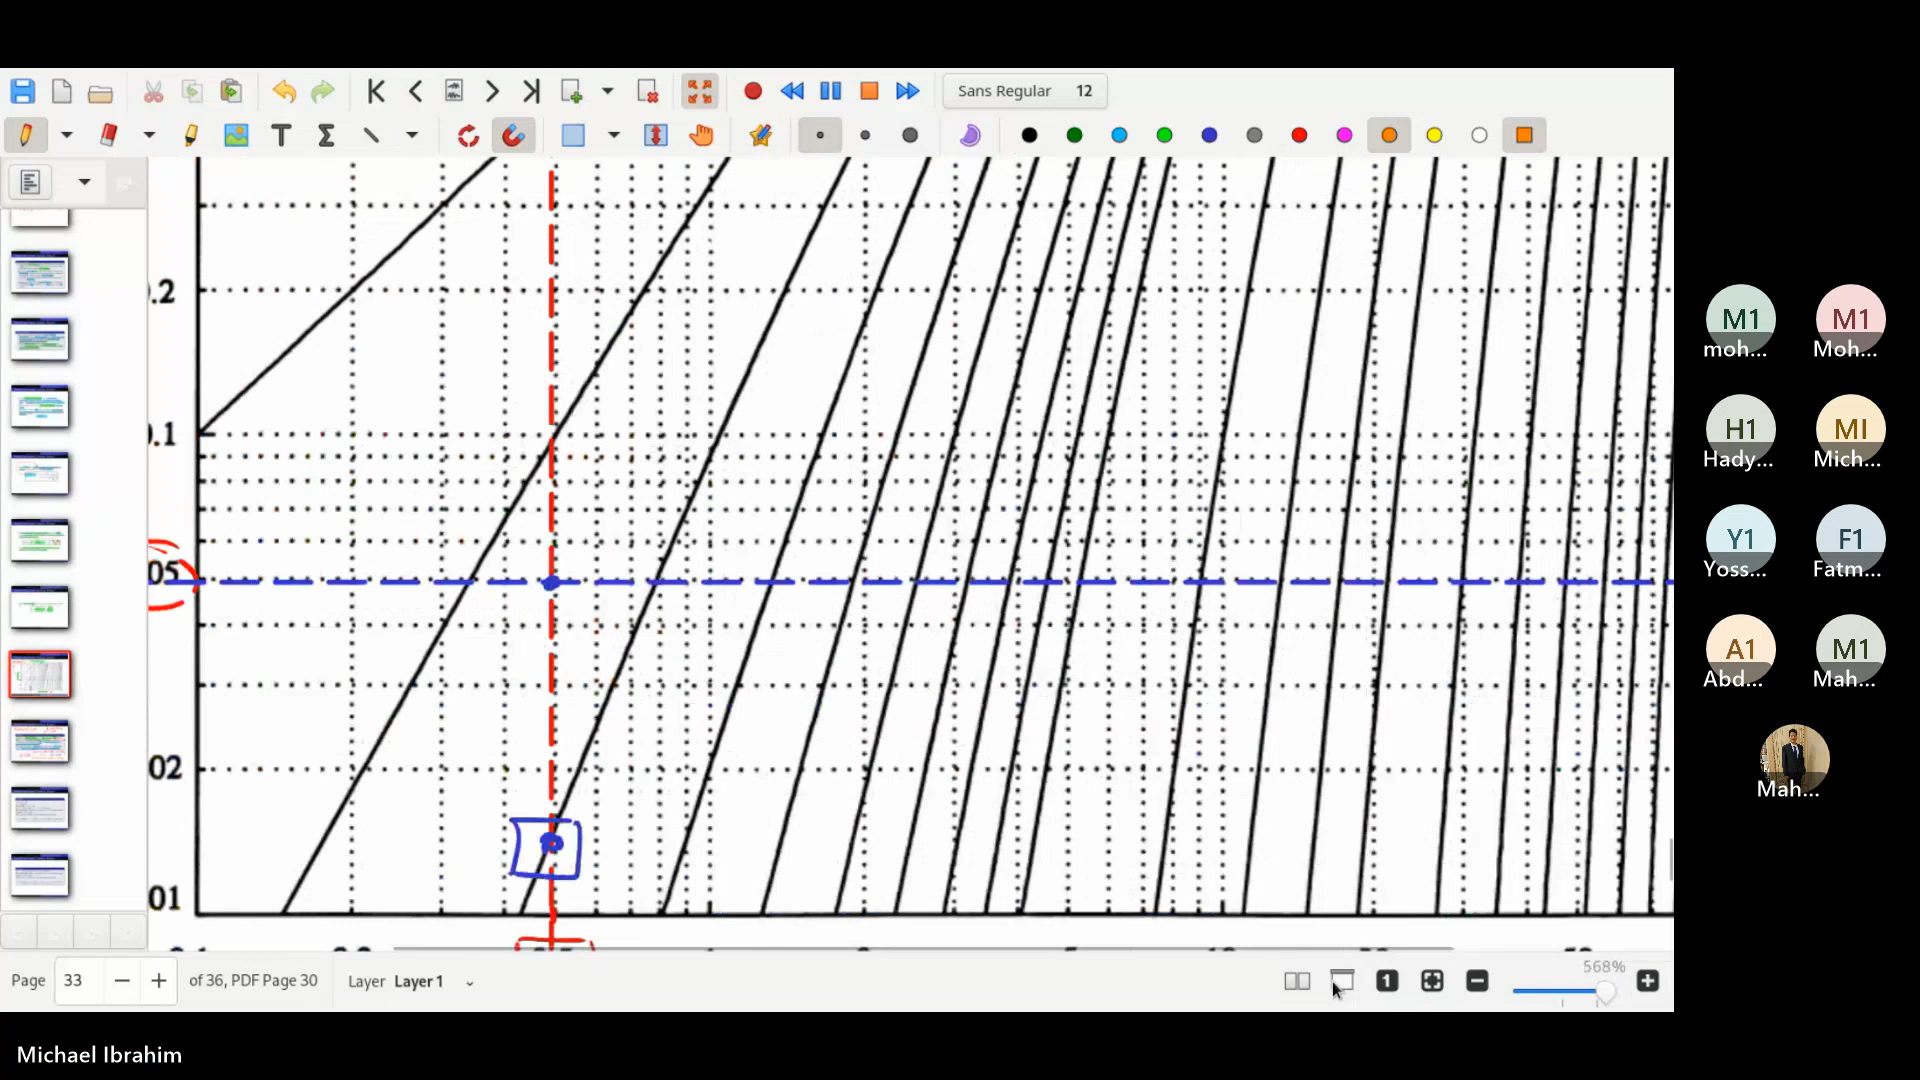 Sans Regular 12
.2
.1
05
02
01
Page 33 of 36, PDF Page 30 Layer Layer 1
568%
M1 M1
moh... Moh...
H1 MI
Hady... Mich...
Y1 F1
Yoss... Fatm...
A1 M1
Abd... Mah...
Mah...
Michael Ibrahim